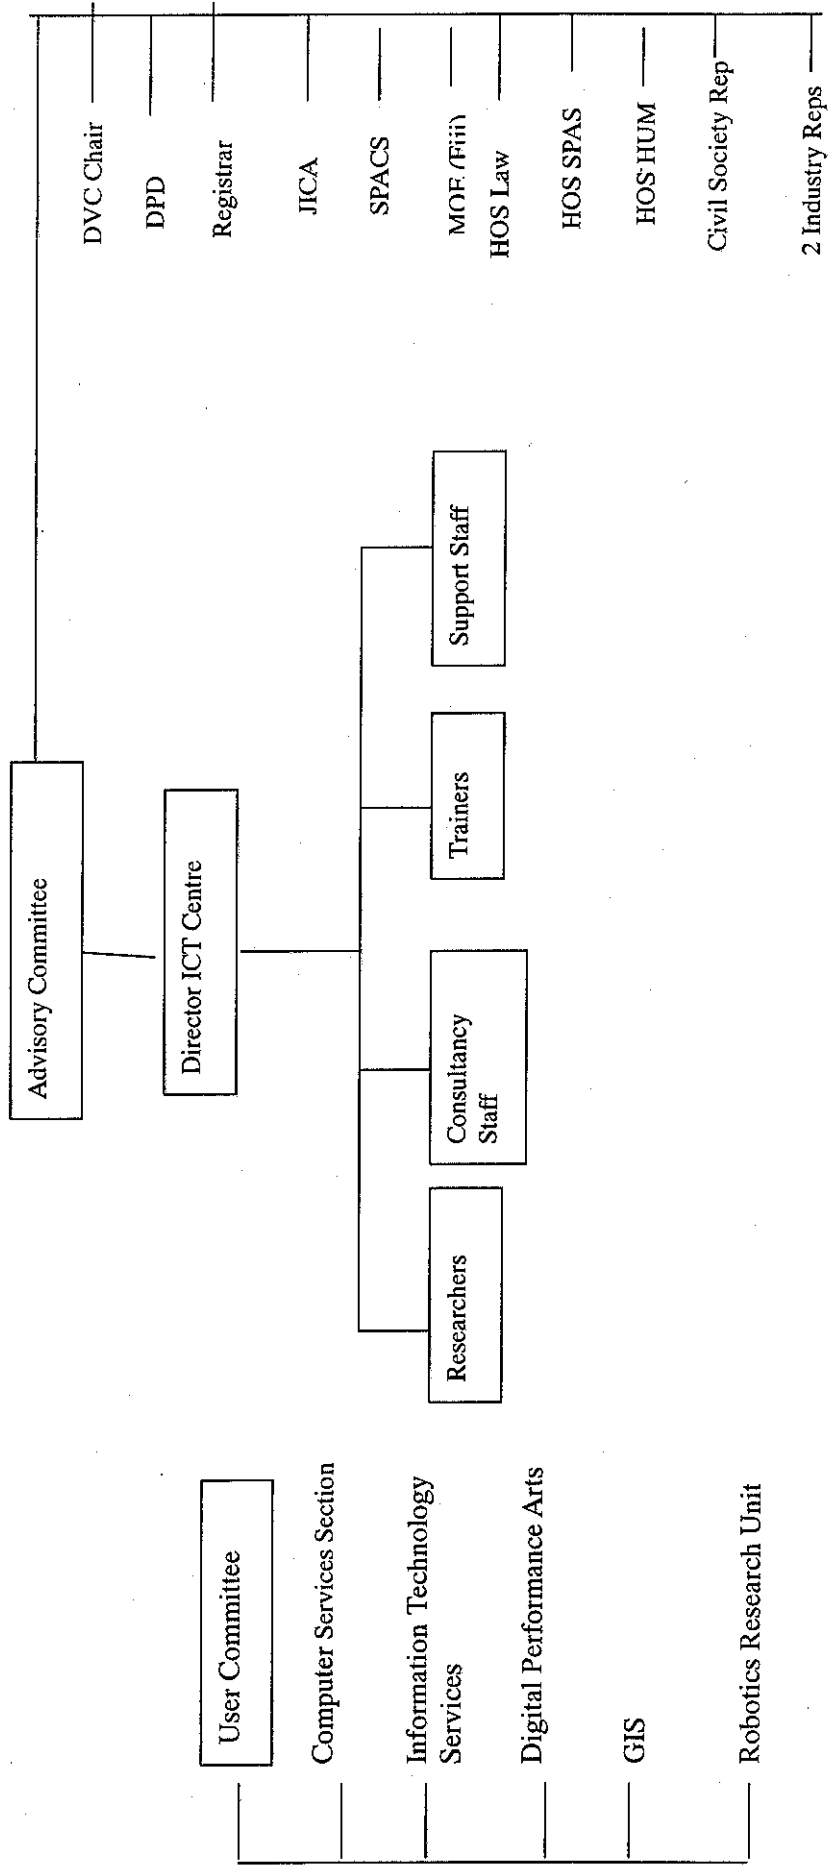 Advisory Committee
DVC Chair
DPD
Registrar
JICA
SPACS
MOE (Fiji)
HOS Law
HOS SPAS
HOS HUM
Civil Society Rep
2 Industry Reps
Director ICT Centre
Researchers
Consultancy
Staff
Trainers
Support Staff
User Committee
Computer Services Section
Information Technology
Services
Digital Performance Arts
GIS
Robotics Research Unit